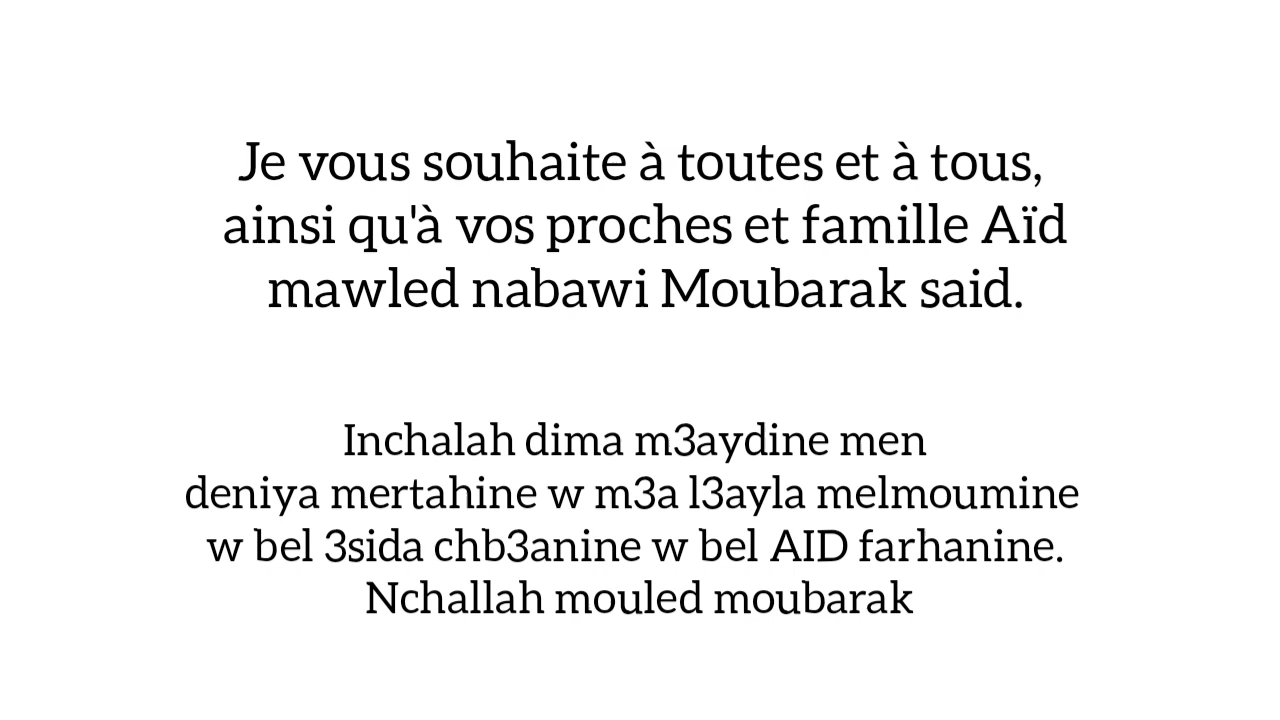 Je vous souhaite à toutes et à tous,
ainsi qu'à vos proches et famille Aïd
mawled nabawi Moubarak said.
Inchalah dima m3aydine men
deniya mertahine w m3a l3ayla melmoumine
w bel 3sida chb3anine w bel AID farhanine.
Nchallah mouled moubarak